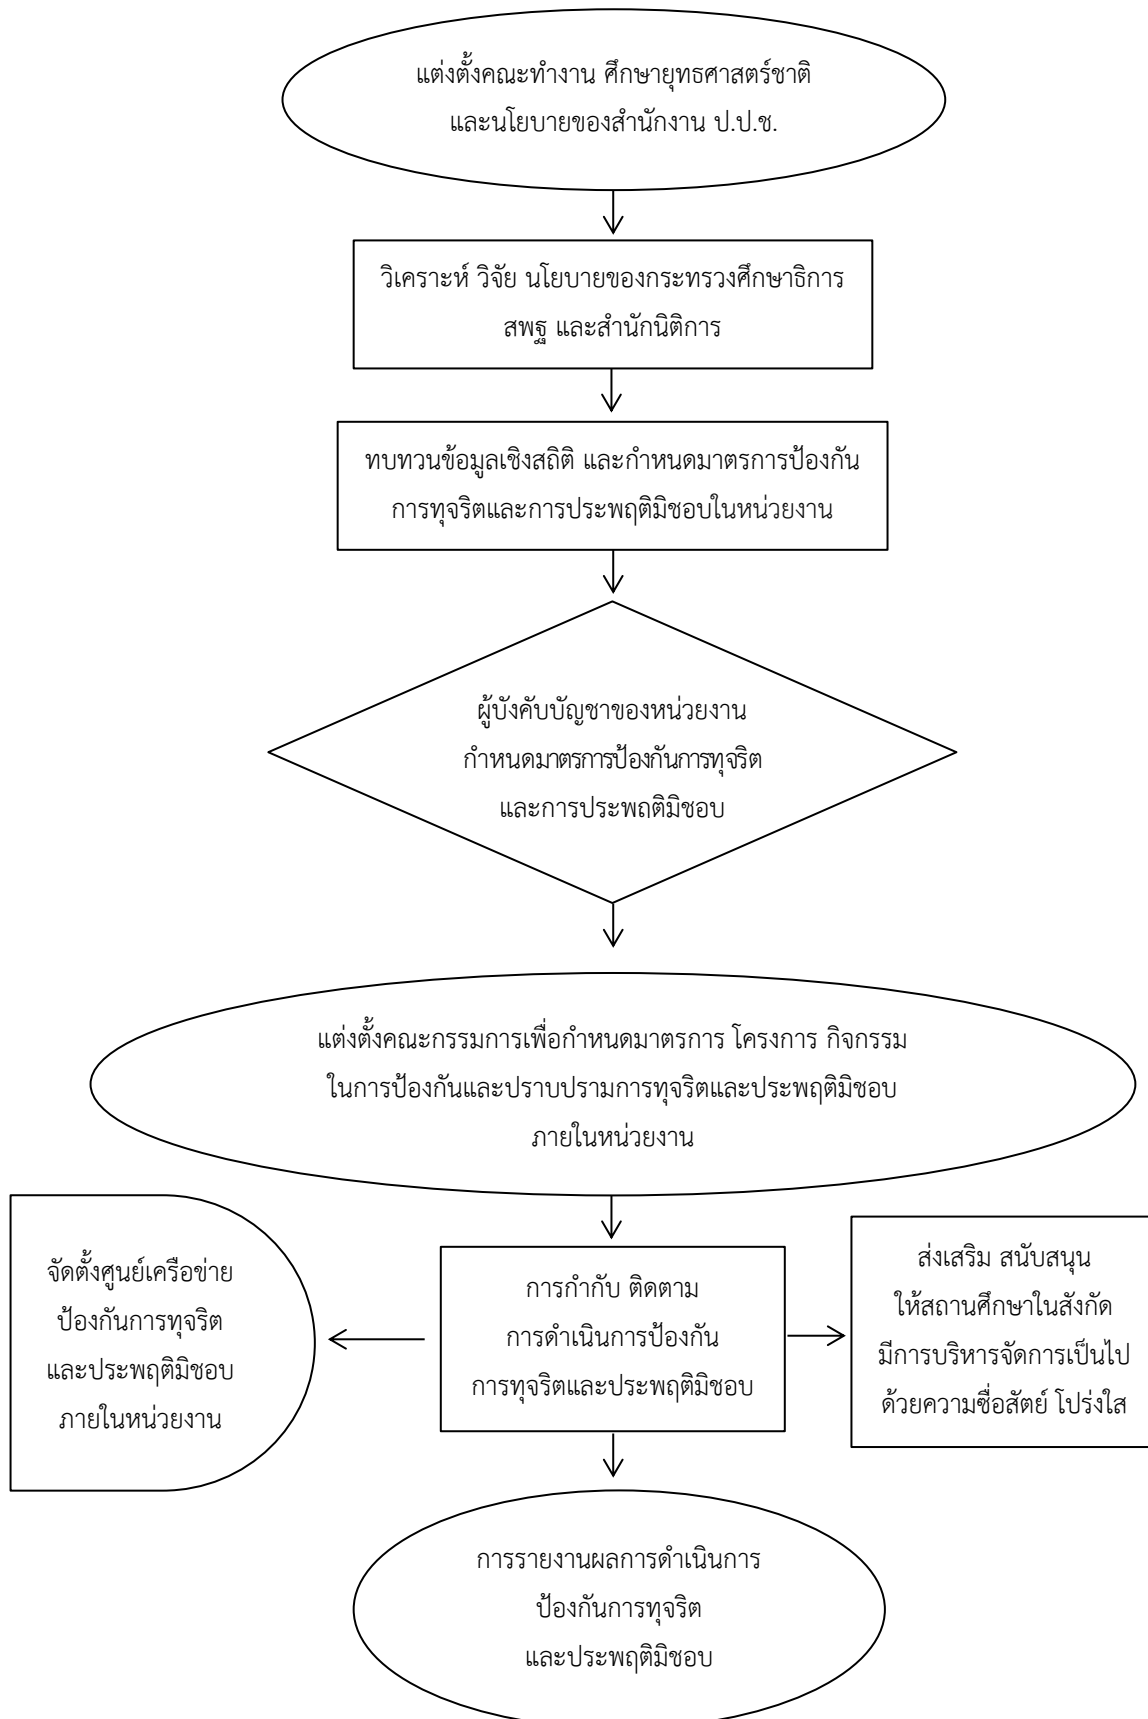 แต่งตั้งคณะทำงาน ศึกษายุทธศาสตร์ชาติ
และนโยบายของสำนักงาน ป.ป.ช.
วิเคราะห์ วิจัย นโยบายของกระทรวงศึกษาธิการ
สพฐ และสำนักนิติการ
ทบทวนข้อมูลเชิงสถิติ และกำหนดมาตรการป้องกัน
การทุจริตและการประพฤติมิชอบในหน่วยงาน
ผู้บังคับบัญชาของหน่วยงาน
กำหนดมาตรการป้องกันการทุจริต
และการประพฤติมิชอบ
แต่งตั้งคณะกรรมการเพื่อกำหนดมาตรการ โครงการ กิจกรรม
ในการป้องกันและปราบปรามการทุจริตและประพฤติมิชอบ
ภายในหน่วยงาน
จัดตั้งศูนย์เครือข่าย
ป้องกันการทุจริต
และประพฤติมิชอบ
ภายในหน่วยงาน
การกำกับ ติดตาม
การดำเนินการป้องกัน
การทุจริตและประพฤติมิชอบ
ส่งเสริม สนับสนุน
ให้สถานศึกษาในสังกัด
มีการบริหารจัดการเป็นไป
ด้วยความซื่อสัตย์ โปร่งใส
การรายงานผลการดำเนินการ
ป้องกันการทุจริต
และประพฤติมิชอบ